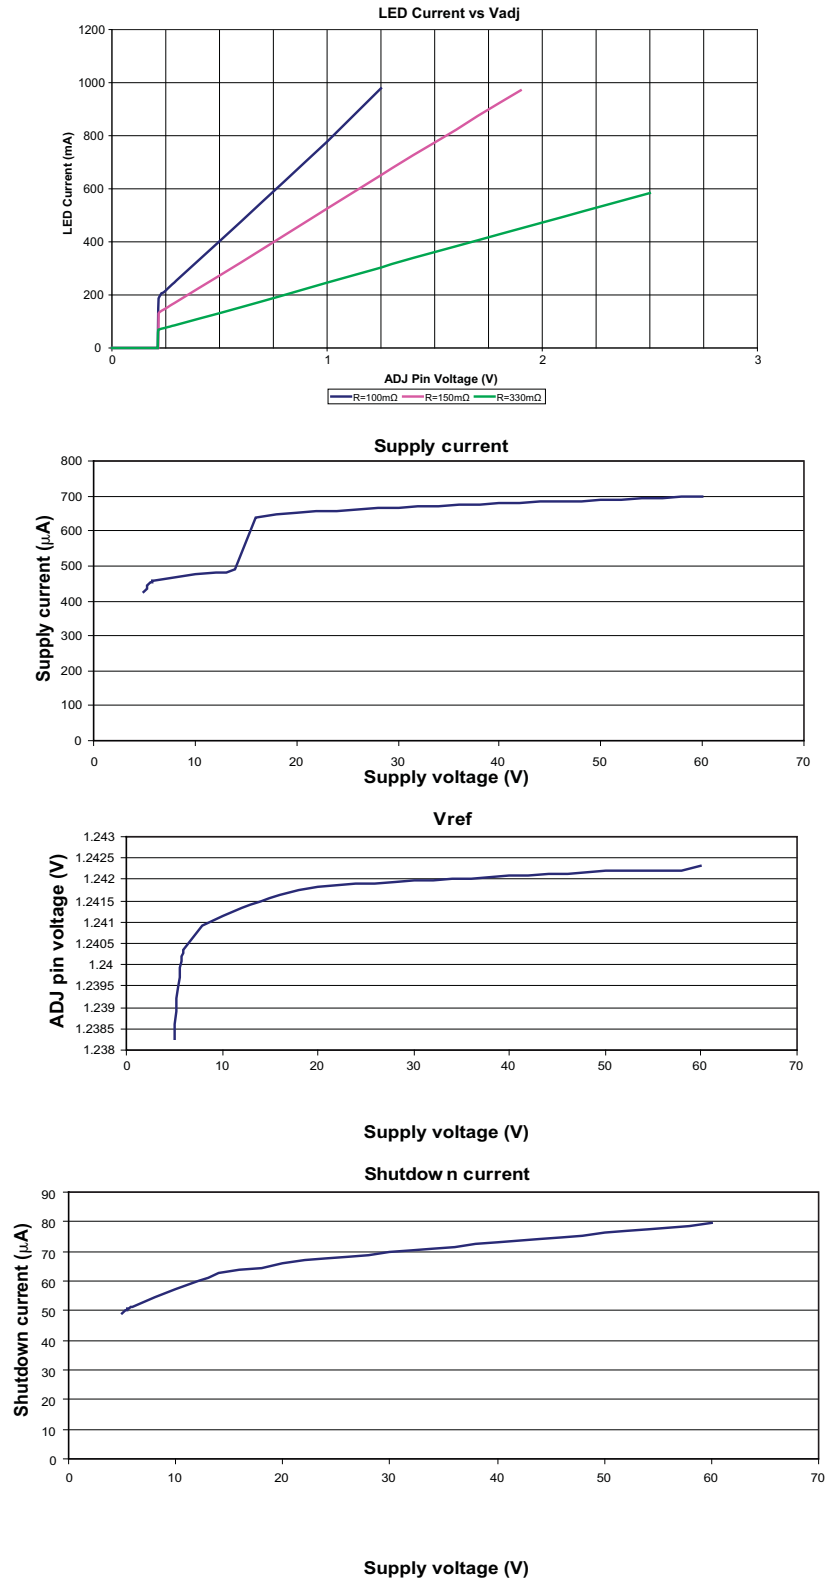 LED Current vs Vadj
1200
1000
800
600
400
200
0
LED Current (mA)
0 1 2 3
ADJ Pin Voltage (V)
R=100mΩ R=150mΩ R=330mΩ
Supply current
800
700
600
500
400
300
200
100
0
Supply current (μA)
0 10 20 30 40 50 60 70
Supply voltage (V)
Vref
1.243
1.2425
1.242
1.2415
1.241
1.2405
1.24
1.2395
1.239
1.2385
1.238
ADJ pin voltage (V)
0 10 20 30 40 50 60 70
Supply voltage (V)
Shutdown current
90
80
70
60
50
40
30
20
10
0
Shutdown current (μA)
0 10 20 30 40 50 60 70
Supply voltage (V)